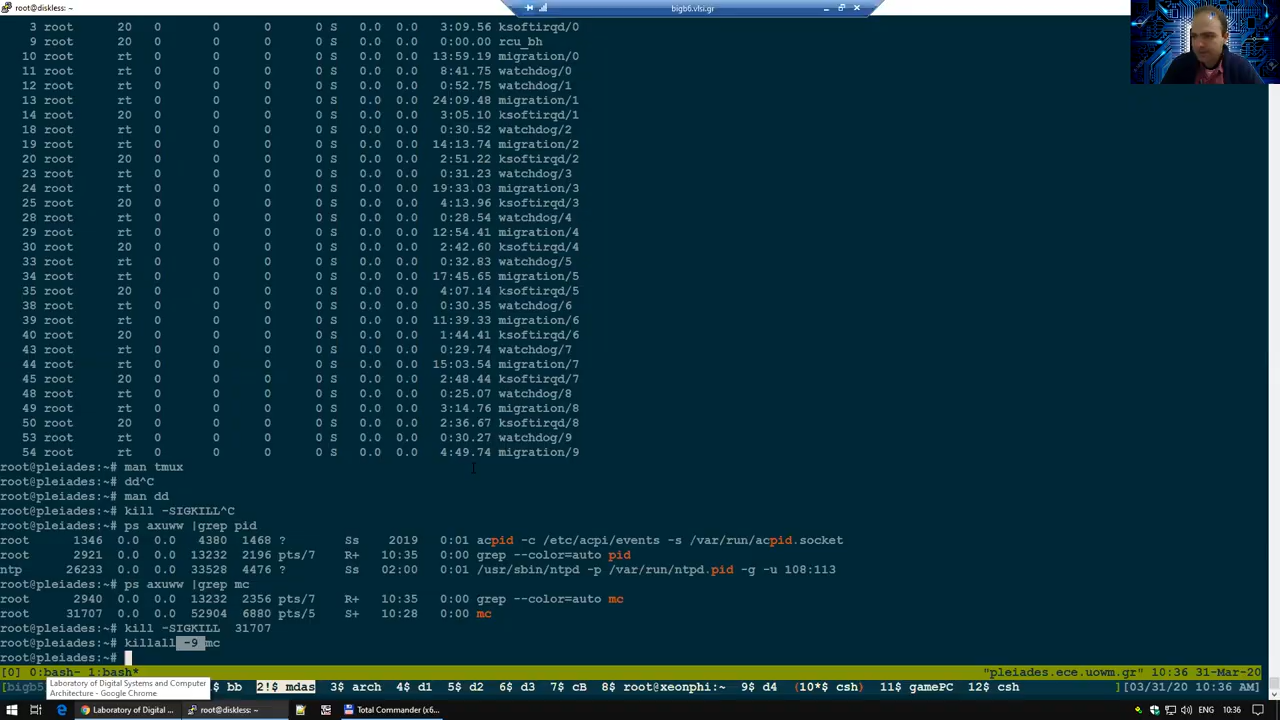 root@diskless: ~
bigb6.vlsi.gr
3 root 20 0 0 0 S 0.0 0.0 3:09.56 ksoftirqd/0
9 root 20 0 0 0 S 0.0 0.0 0:00.00 rcu_bh
10 root rt 0 0 0 S 0.0 0.0 13:59.19 migration/0
11 root rt 0 0 0 S 0.0 0.0 8:41.75 watchdog/0
12 root rt 0 0 0 S 0.0 0.0 0:52.75 watchdog/1
13 root rt 0 0 0 S 0.0 0.0 24:09.48 migration/1
14 root 20 0 0 0 S 0.0 0.0 3:05.10 ksoftirqd/1
18 root rt 0 0 0 S 0.0 0.0 0:30.52 watchdog/2
19 root rt 0 0 0 S 0.0 0.0 14:13.74 migration/2
20 root 20 0 0 0 S 0.0 0.0 2:51.22 ksoftirqd/2
23 root rt 0 0 0 S 0.0 0.0 0:31.23 watchdog/3
24 root rt 0 0 0 S 0.0 0.0 19:33.03 migration/3
25 root 20 0 0 0 S 0.0 0.0 4:13.96 ksoftirqd/3
28 root rt 0 0 0 S 0.0 0.0 0:28.54 watchdog/4
29 root rt 0 0 0 S 0.0 0.0 12:54.41 migration/4
30 root 20 0 0 0 S 0.0 0.0 2:42.60 ksoftirqd/4
33 root rt 0 0 0 S 0.0 0.0 0:32.83 watchdog/5
34 root rt 0 0 0 S 0.0 0.0 17:45.65 migration/5
35 root 20 0 0 0 S 0.0 0.0 4:07.14 ksoftirqd/5
38 root rt 0 0 0 S 0.0 0.0 0:30.35 watchdog/6
39 root rt 0 0 0 S 0.0 0.0 11:39.33 migration/6
40 root 20 0 0 0 S 0.0 0.0 1:44.41 ksoftirqd/6
43 root rt 0 0 0 S 0.0 0.0 0:29.74 watchdog/7
44 root rt 0 0 0 S 0.0 0.0 15:03.54 migration/7
45 root 20 0 0 0 S 0.0 0.0 2:48.44 ksoftirqd/7
48 root rt 0 0 0 S 0.0 0.0 0:25.07 watchdog/8
49 root rt 0 0 0 S 0.0 0.0 3:14.76 migration/8
50 root 20 0 0 0 S 0.0 0.0 2:36.67 ksoftirqd/8
53 root rt 0 0 0 S 0.0 0.0 0:30.27 watchdog/9
54 root rt 0 0 0 S 0.0 0.0 4:49.74 migration/9
root@pleiades:~# man tmux
root@pleiades:~# dd^C
root@pleiades:~# man dd
root@pleiades:~# kill -SIGKILL^C
root@pleiades:~# ps axuww |grep pid
root 1346 0.0 0.0 4380 1468 ? Ss 2019 0:01 acpid -c /etc/acpi/events -s /var/run/acpid.socket
root 2921 0.0 0.0 13232 2196 pts/7 R+ 10:35 0:00 grep --color=auto pid
ntp 26233 0.0 0.0 33528 4476 ? Ss 02:00 0:01 /usr/sbin/ntpd -p /var/run/ntpd.pid -g -u 108:113
root@pleiades:~# ps axuww |grep mc
root 2940 0.0 0.0 13232 2356 pts/7 R+ 10:35 0:00 grep --color=auto mc
root 31707 0.0 0.0 52904 6880 pts/5 S+ 10:28 0:00 mc
root@pleiades:~# kill -SIGKILL 31707
root@pleiades:~# killall -9 mc
root@pleiades:~#
[0] 0:bash- 1:bash* "pleiades.ece.uowm.gr" 10:36 31-Mar-20
[bigb5 bb 2!$ mdas 3$ arch 4$ d1 5$ d2 6$ d3 7$ cB 8$ root@xeonphi: ~ 9$ d4 (10*$ csh) 11$ gamePC 12$ csh ][03/31/20 10:36 AM ]
Laboratory of Digital Systems and Computer
Architecture - Google Chrome
Laboratory of Digital ...
root@diskless: ~
Total Commander (x6...
10:36